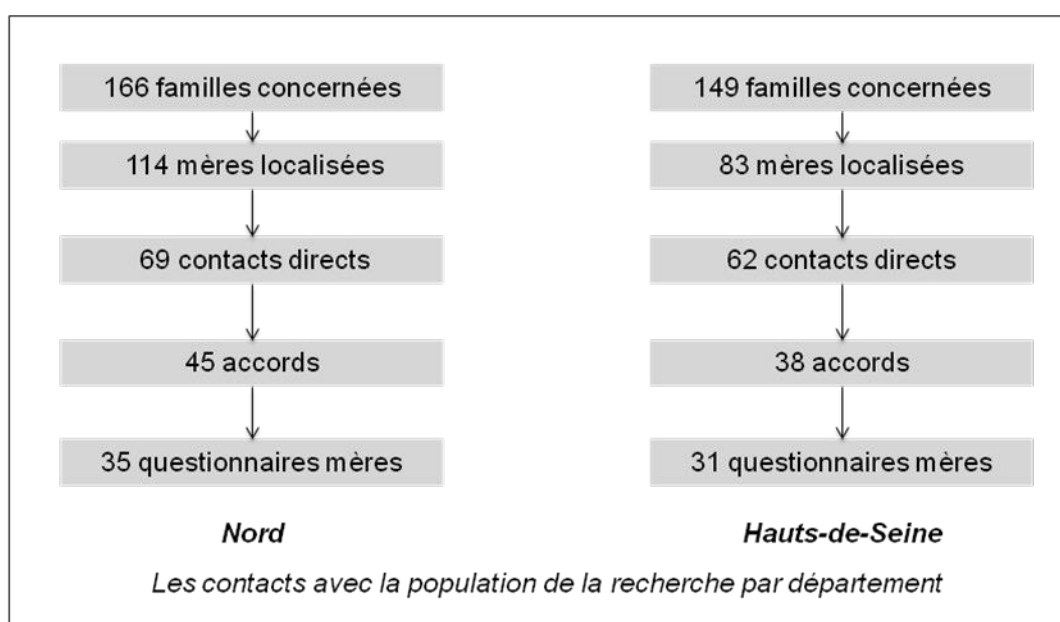 166 familles concernées
114 mères localisées
69 contacts directs
45 accords
35 questionnaires mères
Nord
149 familles concernées
83 mères localisées
62 contacts directs
38 accords
31 questionnaires mères
Hauts-de-Seine
Les contacts avec la population de la recherche par département